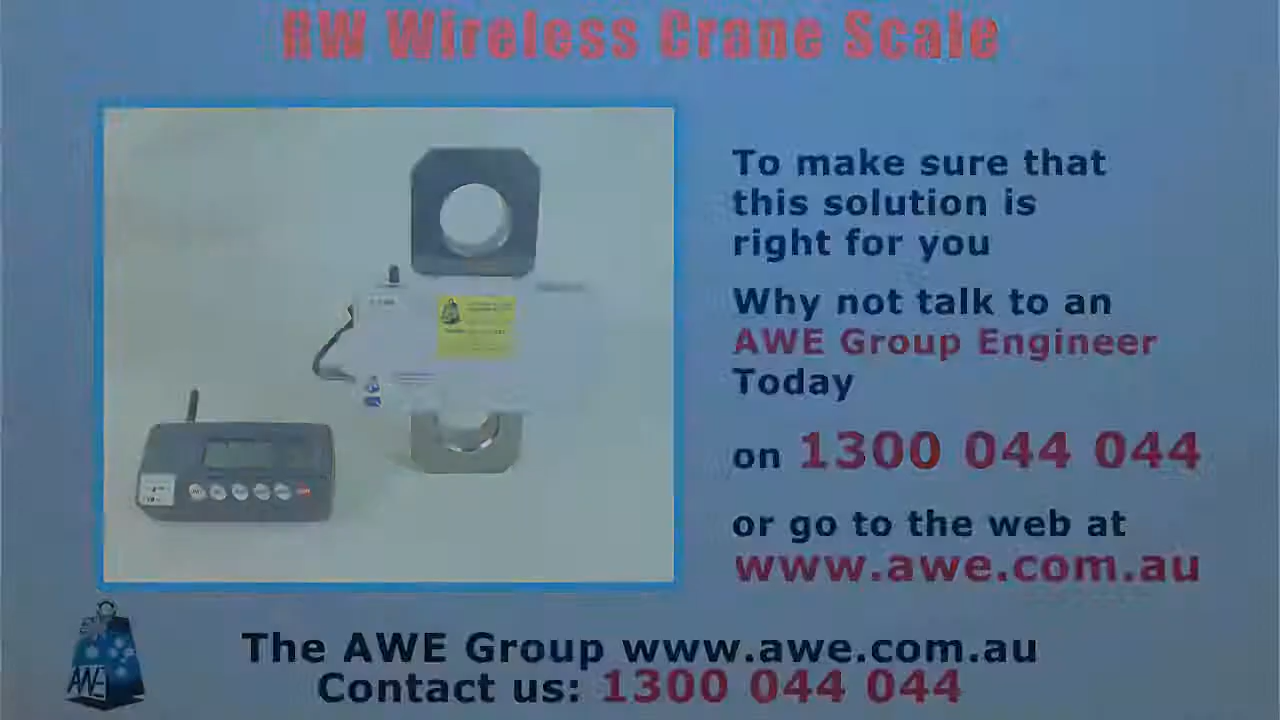 RW Wireless Crane Scale
To make sure that
this solution is
right for you
Why not talk to an
AWE Group Engineer
Today
on 1300 044 044
or go to the web at
www.awe.com.au
AWE
The AWE Group www.awe.com.au
Contact us: 1300 044 044